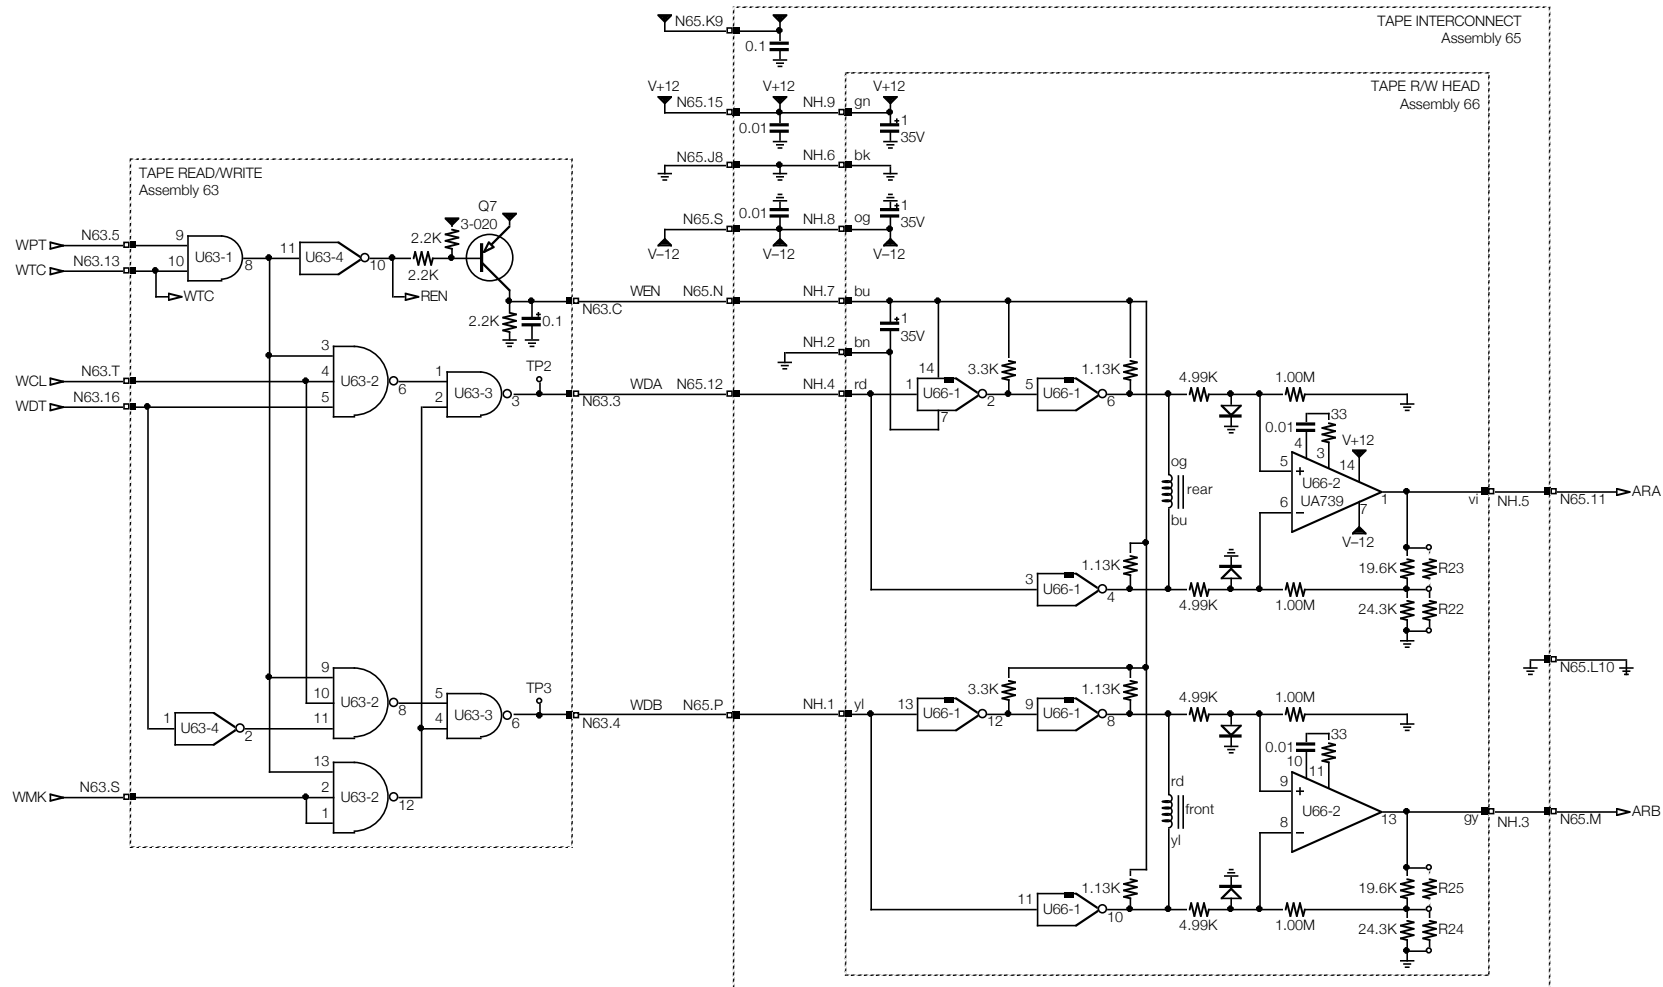 N65.K9
0.1
TAPE INTERCONNECT
Assembly 65
V+12
N65.15
V+12
0.01
NH.9
gn
V+12
+1
35V
TAPE R/W HEAD
Assembly 66
N65.J8
NH.6
bk
N65.S
0.01
NH.8
og
+1
35V
V–12
V–12
V–12
TAPE READ/WRITE
Assembly 63
WPT
N63.5
9
U63-1
8
WTC
N63.13
10
WTC
11
U63-4
10
REN
2.2K
2.2K
Q7
3-020
2.2K
+
0.1
N63.C
WEN
N65.N
NH.7
bu
+1
35V
NH.2
bn
WCL
N63.T
WDT
N63.16
3
4
5
U63-2
6
1
2
U63-3
3
TP2
N63.3
WDA
N65.12
NH.4
rd
14
1
U66-1
2
7
3.3K
5
U66-1
6
1.13K
4.99K
1.00M
33
0.01
4
3
V+12
14
5
+
U66-2
UA739
6
–
1
7
V–12
vi
NH.5
N65.11
ARA
og
rear
bu
3
U66-1
4
1.13K
4.99K
1.00M
19.6K
R23
24.3K
R22
N65.L10
9
10
11
U63-2
8
1
U63-4
2
5
4
U63-3
6
TP3
N63.4
WDB
N65.P
NH.1
yl
13
U66-1
12
3.3K
9
U66-1
8
1.13K
4.99K
1.00M
33
0.01
10
11
9
+
U66-2
8
–
13
gy
NH.3
N65.M
ARB
rd
front
yl
WMK
N63.S
13
2
1
U63-2
12
11
U66-1
10
1.13K
4.99K
1.00M
19.6K
R25
24.3K
R24